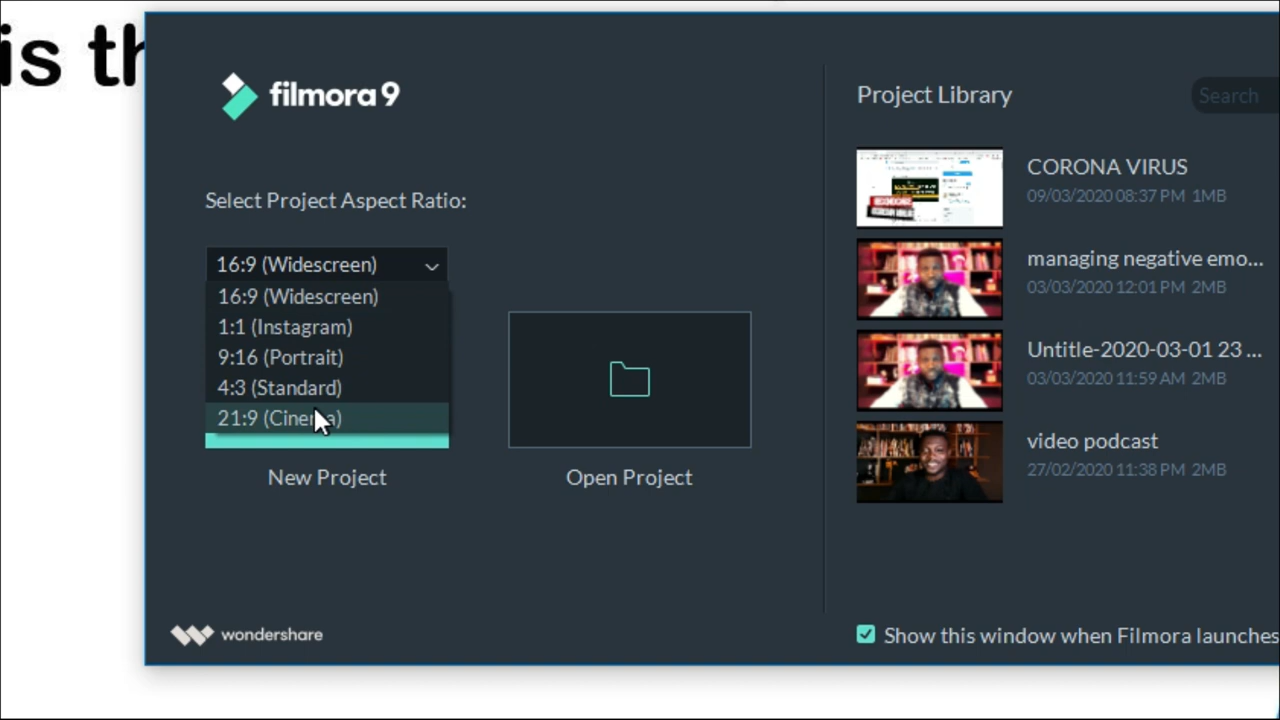 is th
filmora 9
Select Project Aspect Ratio:
16:9 (Widescreen)
16:9 (Widescreen)
1:1 (Instagram)
9:16 (Portrait)
4:3 (Standard)
21:9 (Cinema)
New Project
Open Project
wondershare
Project Library
Search
CORONA VIRUS
09/03/2020 08:37 PM 1MB
managing negative emo...
03/03/2020 12:01 PM 2MB
Untitle-2020-03-01 23 ...
03/03/2020 11:59 AM 2MB
video podcast
27/02/2020 11:38 PM 2MB
Show this window when Filmora launches